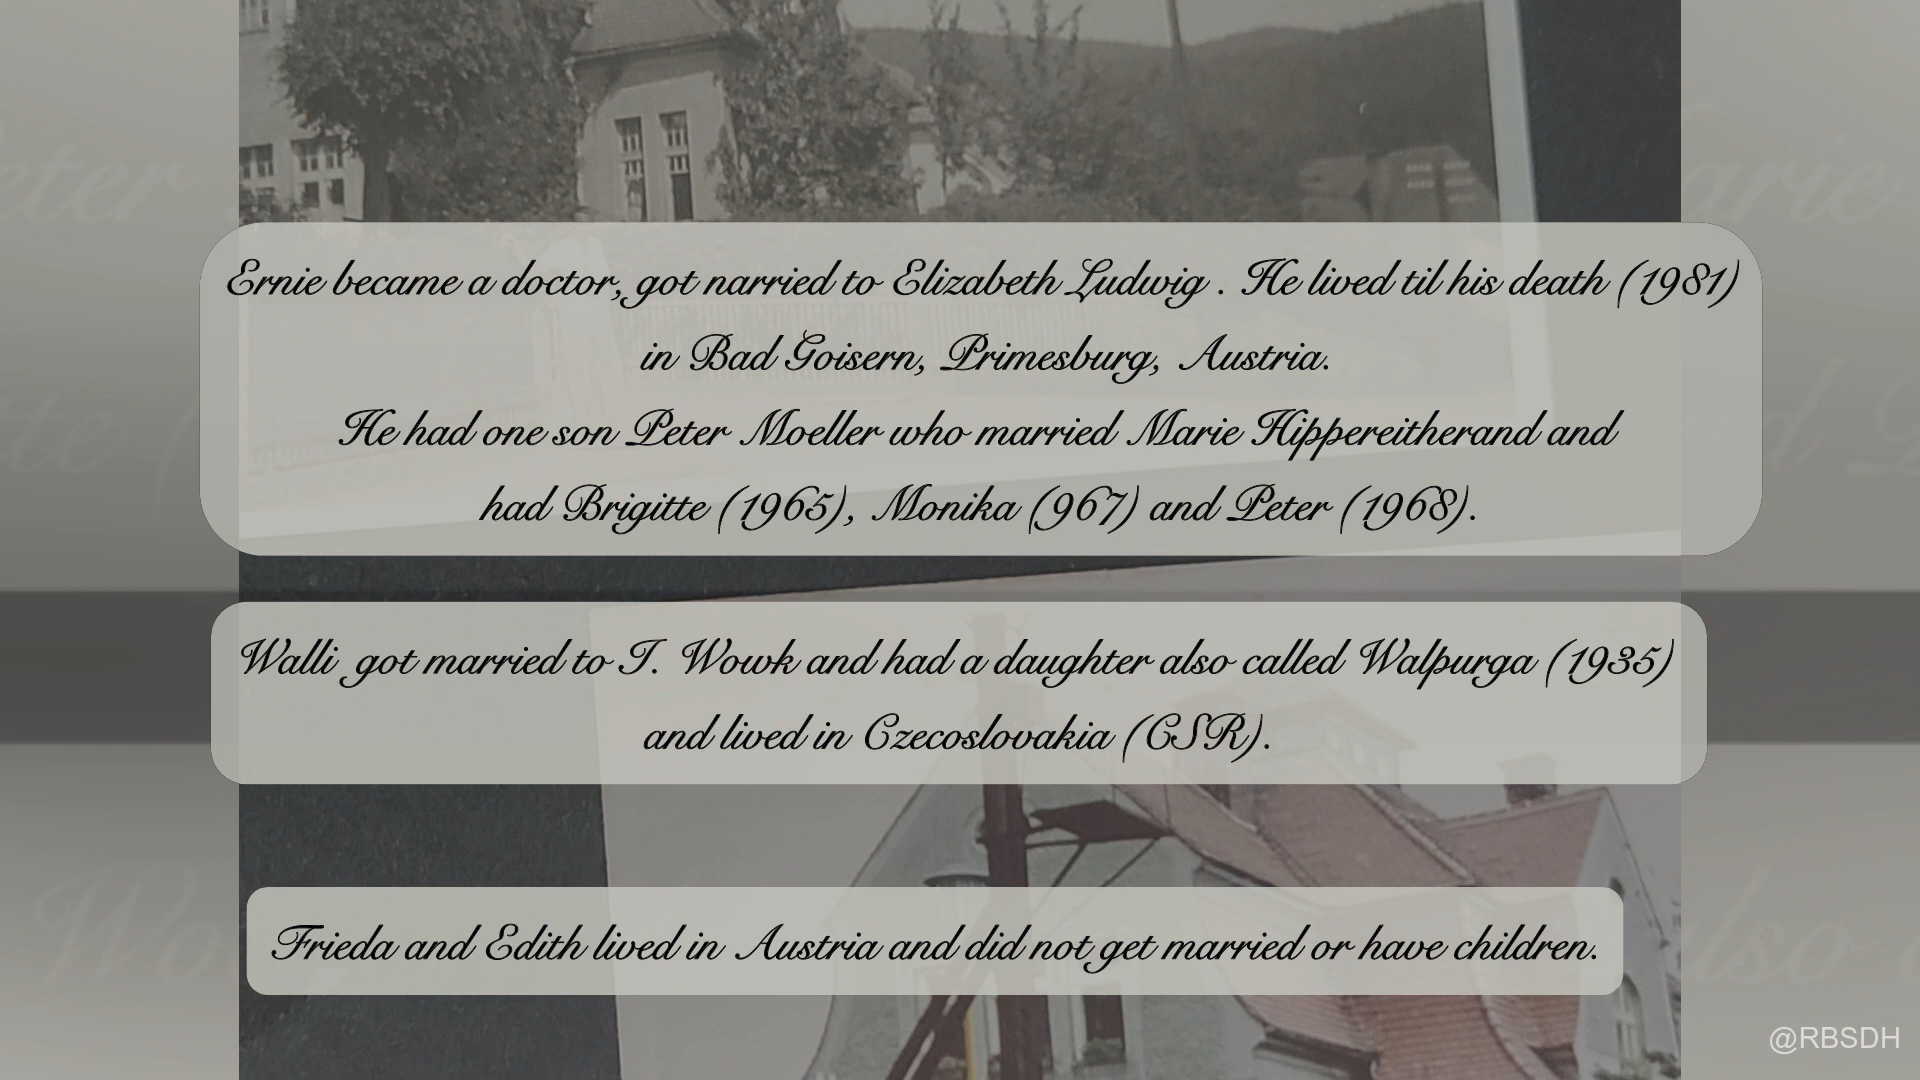 Ernie became a doctor, got narried to Elizabeth Ludwig . He lived til his death (1981)
in Bad Goisern, Primesburg, Austria.
He had one son Peter Moeller who married Marie Hippereitherand and
had Brigitte (1965), Monika (967) and Peter (1968).
Walli got married to I. Wowk and had a daughter also called Walpurga (1935)
and lived in Czecoslovakia (CSR).
Frieda and Edith lived in Austria and did not get married or have children.
@RBSDH